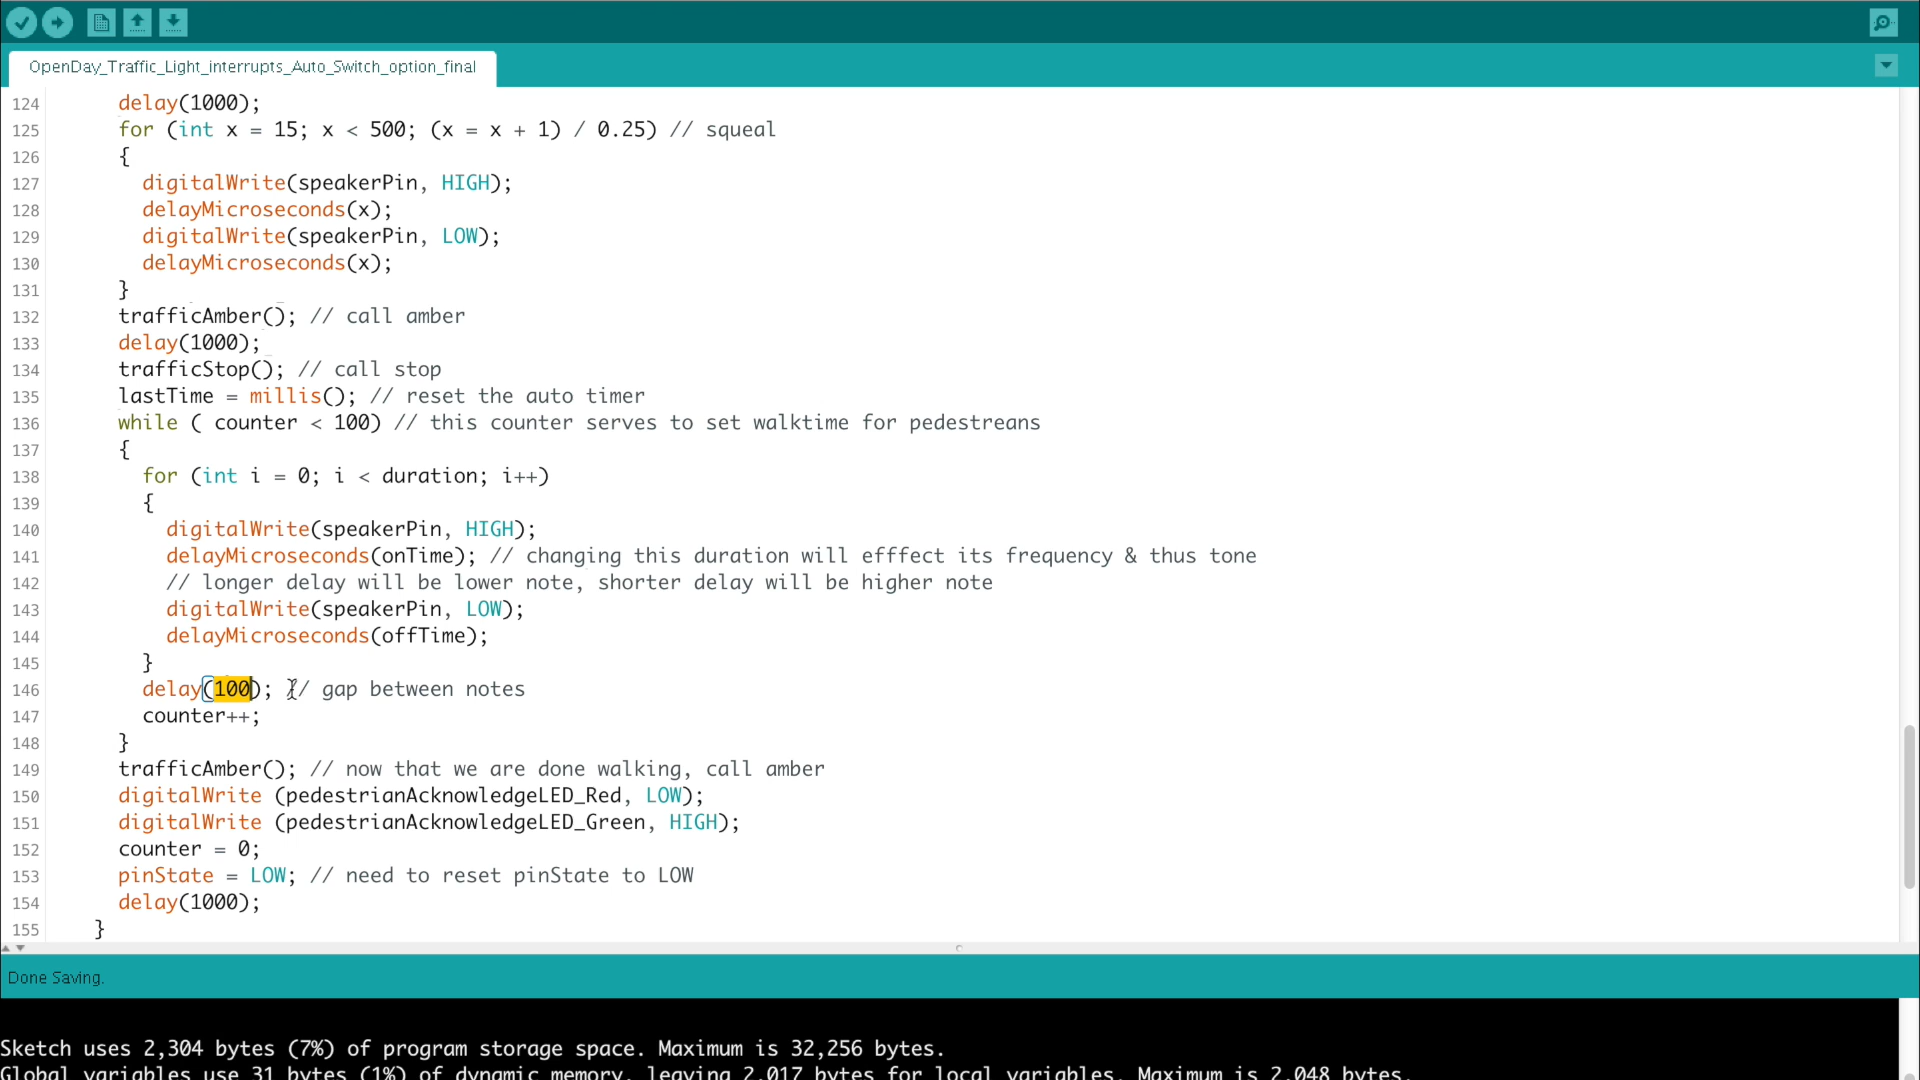 OpenDay_Traffic_Light_interrupts_Auto_Switch_option_final
124 delay(1000);
125 for (int x = 15; x < 500; (x = x + 1) / 0.25) // squeal
126 {
127 digitalWrite(speakerPin, HIGH);
128 delayMicroseconds(x);
129 digitalWrite(speakerPin, LOW);
130 delayMicroseconds(x);
131 }
132 trafficAmber(); // call amber
133 delay(1000);
134 trafficStop(); // call stop
135 lastTime = millis(); // reset the auto timer
136 while ( counter < 100) // this counter serves to set walktime for pedestreans
137 {
138 for (int i = 0; i < duration; i++)
139 {
140 digitalWrite(speakerPin, HIGH);
141 delayMicroseconds(onTime); // changing this duration will efffect its frequency & thus tone
142 // longer delay will be lower note, shorter delay will be higher note
143 digitalWrite(speakerPin, LOW);
144 delayMicroseconds(offTime);
145 }
146 delay(100); // gap between notes
147 counter++;
148 }
149 trafficAmber(); // now that we are done walking, call amber
150 digitalWrite (pedestrianAcknowledgeLED_Red, LOW);
151 digitalWrite (pedestrianAcknowledgeLED_Green, HIGH);
152 counter = 0;
153 pinState = LOW; // need to reset pinState to LOW
154 delay(1000);
155 }
Done Saving.
Sketch uses 2,304 bytes (7%) of program storage space. Maximum is 32,256 bytes.
Global variables use 31 bytes (1%) of dynamic memory, leaving 2,017 bytes for local variables. Maximum is 2,048 bytes.